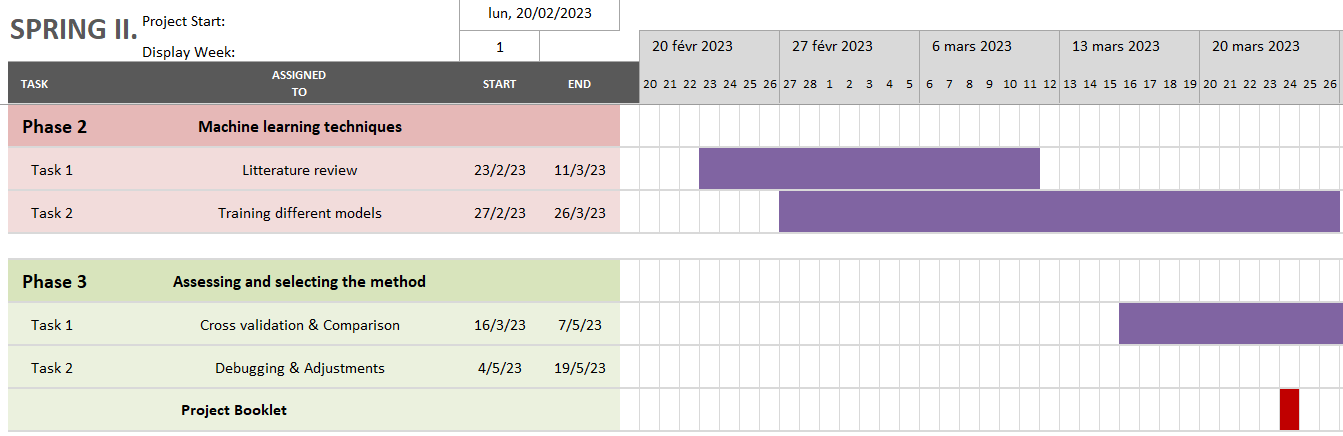 SPRING II.
Project Start:
lun, 20/02/2023
Display Week:
1
20 févr 2023 27 févr 2023 6 mars 2023 13 mars 2023 20 mars 2023
TASK ASSIGNED TO START END
20 21 22 23 24 25 26 27 28 1 2 3 4 5 6 7 8 9 10 11 12 13 14 15 16 17 18 19 20 21 22 23 24 25 26
Phase 2 Machine learning techniques
Task 1 Litterature review 23/2/23 11/3/23
Task 2 Training different models 27/2/23 26/3/23
Phase 3 Assessing and selecting the method
Task 1 Cross validation & Comparison 16/3/23 7/5/23
Task 2 Debugging & Adjustments 4/5/23 19/5/23
Project Booklet